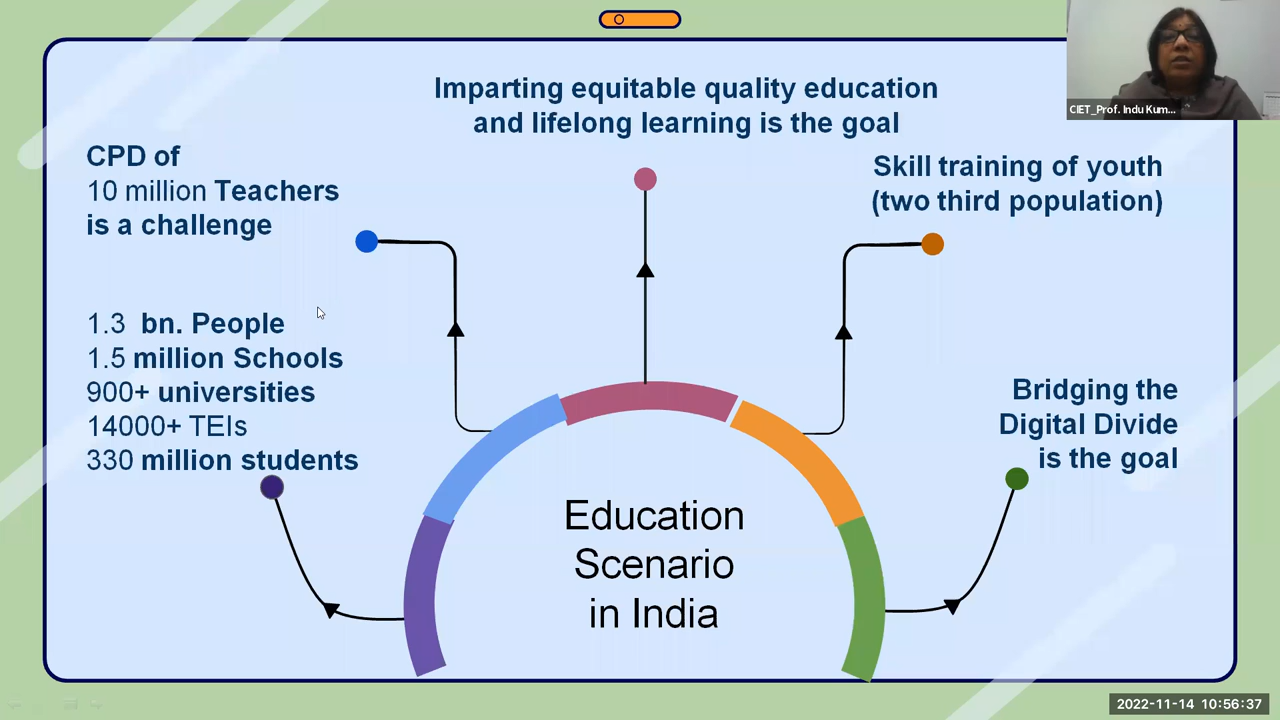 Imparting equitable quality education
and lifelong learning is the goal
CIET_Prof. Indu Kum...
CPD of
10 million Teachers
is a challenge
Skill training of youth
(two third population)
1.3 bn. People
1.5 million Schools
900+ universities
14000+ TEIs
330 million students
Bridging the
Digital Divide
is the goal
Education
Scenario
in India
2022-11-14 10:56:37